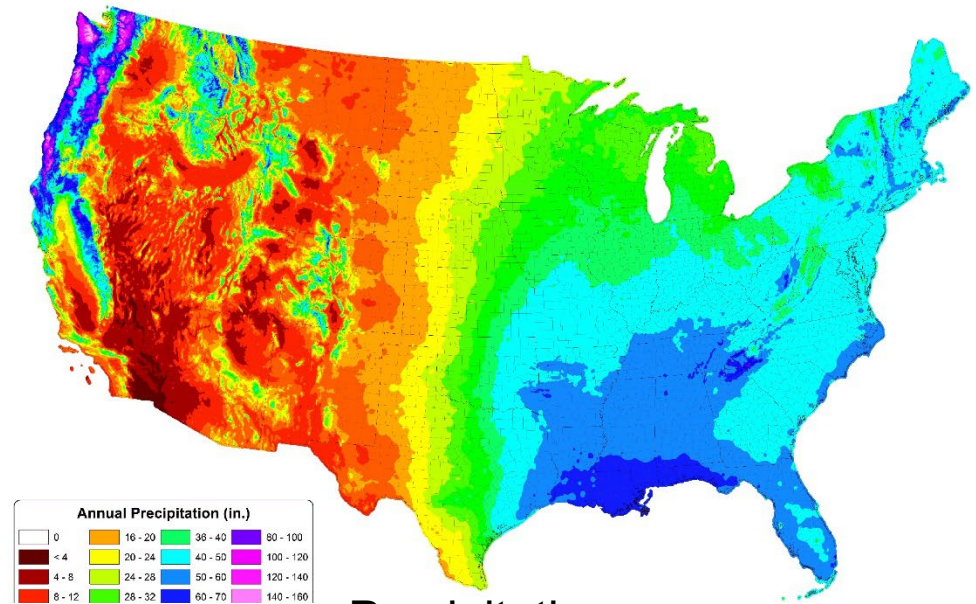 Annual Precipitation (in.)
0 16 - 20 36 - 40 80 - 100
< 4 20 - 24 40 - 50 100 - 120
4 - 8 24 - 28 50 - 60 120 - 140
8 - 12 28 - 32 60 - 70 140 - 160